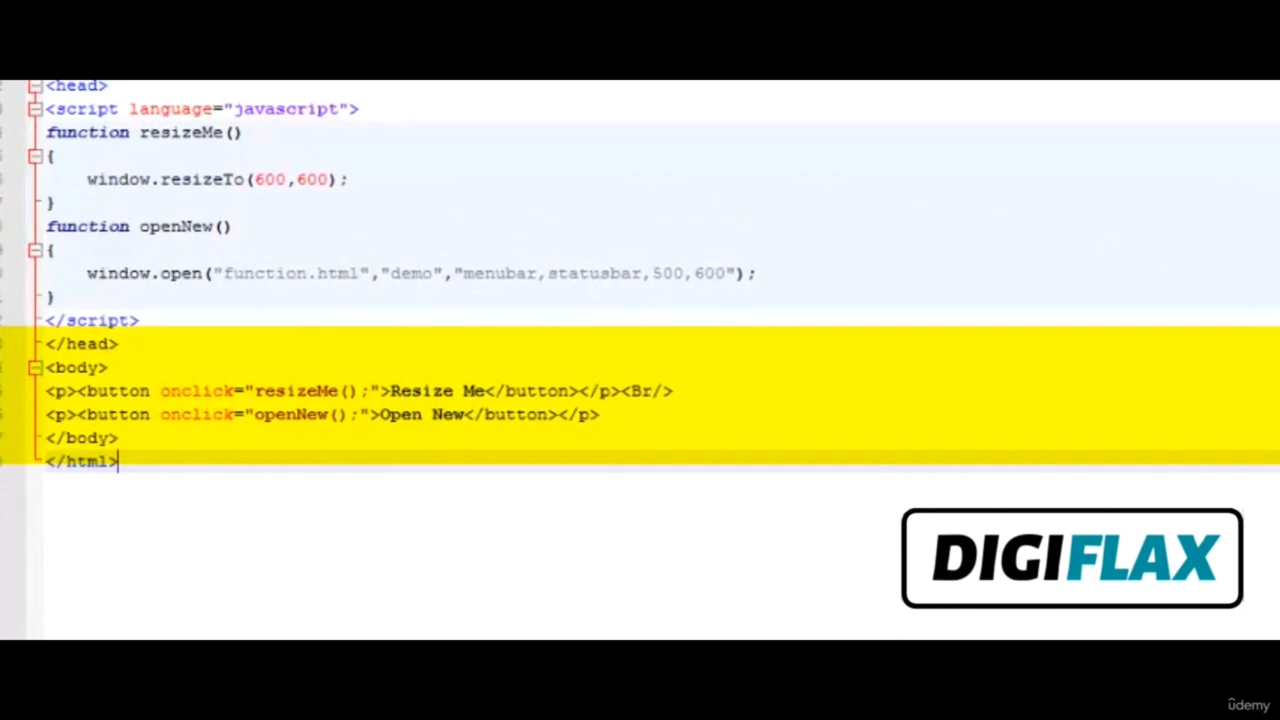 <head>
<script language="javascript">
function resizeMe()
{
    window.resizeTo(600,600);
}
function openNew()
{
    window.open("function.html","demo","menubar,statusbar,500,600");
}
</script>
</head>
<body>
<p><button onclick="resizeMe();">Resize Me</button></p><Br/>
<p><button onclick="openNew();">Open New</button></p>
</body>
</html>
DIGIFLAX
ûdemy